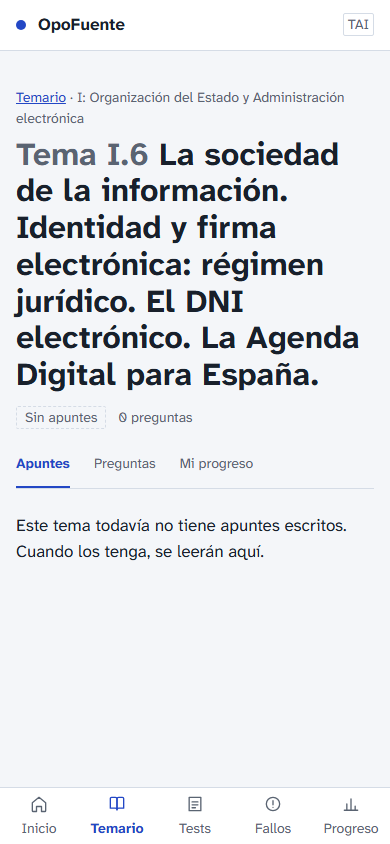 OpoFuente
TAI
Temario · I: Organización del Estado y Administración
electrónica
Tema I.6 La sociedad
de la información.
Identidad y firma
electrónica: régimen
jurídico. El DNI
electrónico. La Agenda
Digital para España.
Sin apuntes
0 preguntas
Apuntes
Preguntas
Mi progreso
Este tema todavía no tiene apuntes escritos.
Cuando los tenga, se leerán aquí.
Inicio
Temario
Tests
Fallos
Progreso